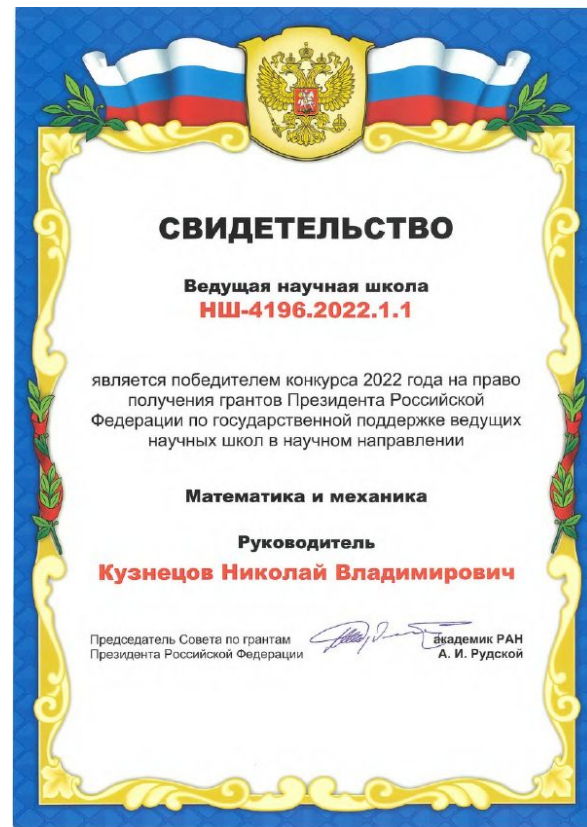 СВИДЕТЕЛЬСТВО
Ведущая научная школа
НШ-4196.2022.1.1
является победителем конкурса 2022 года на право
получения грантов Президента Российской
Федерации по государственной поддержке ведущих
научных школ в научном направлении
Математика и механика
Руководитель
Кузнецов Николай Владимирович
Председатель Совета по грантам академик РАН
Президента Российской Федерации А. И. Рудской